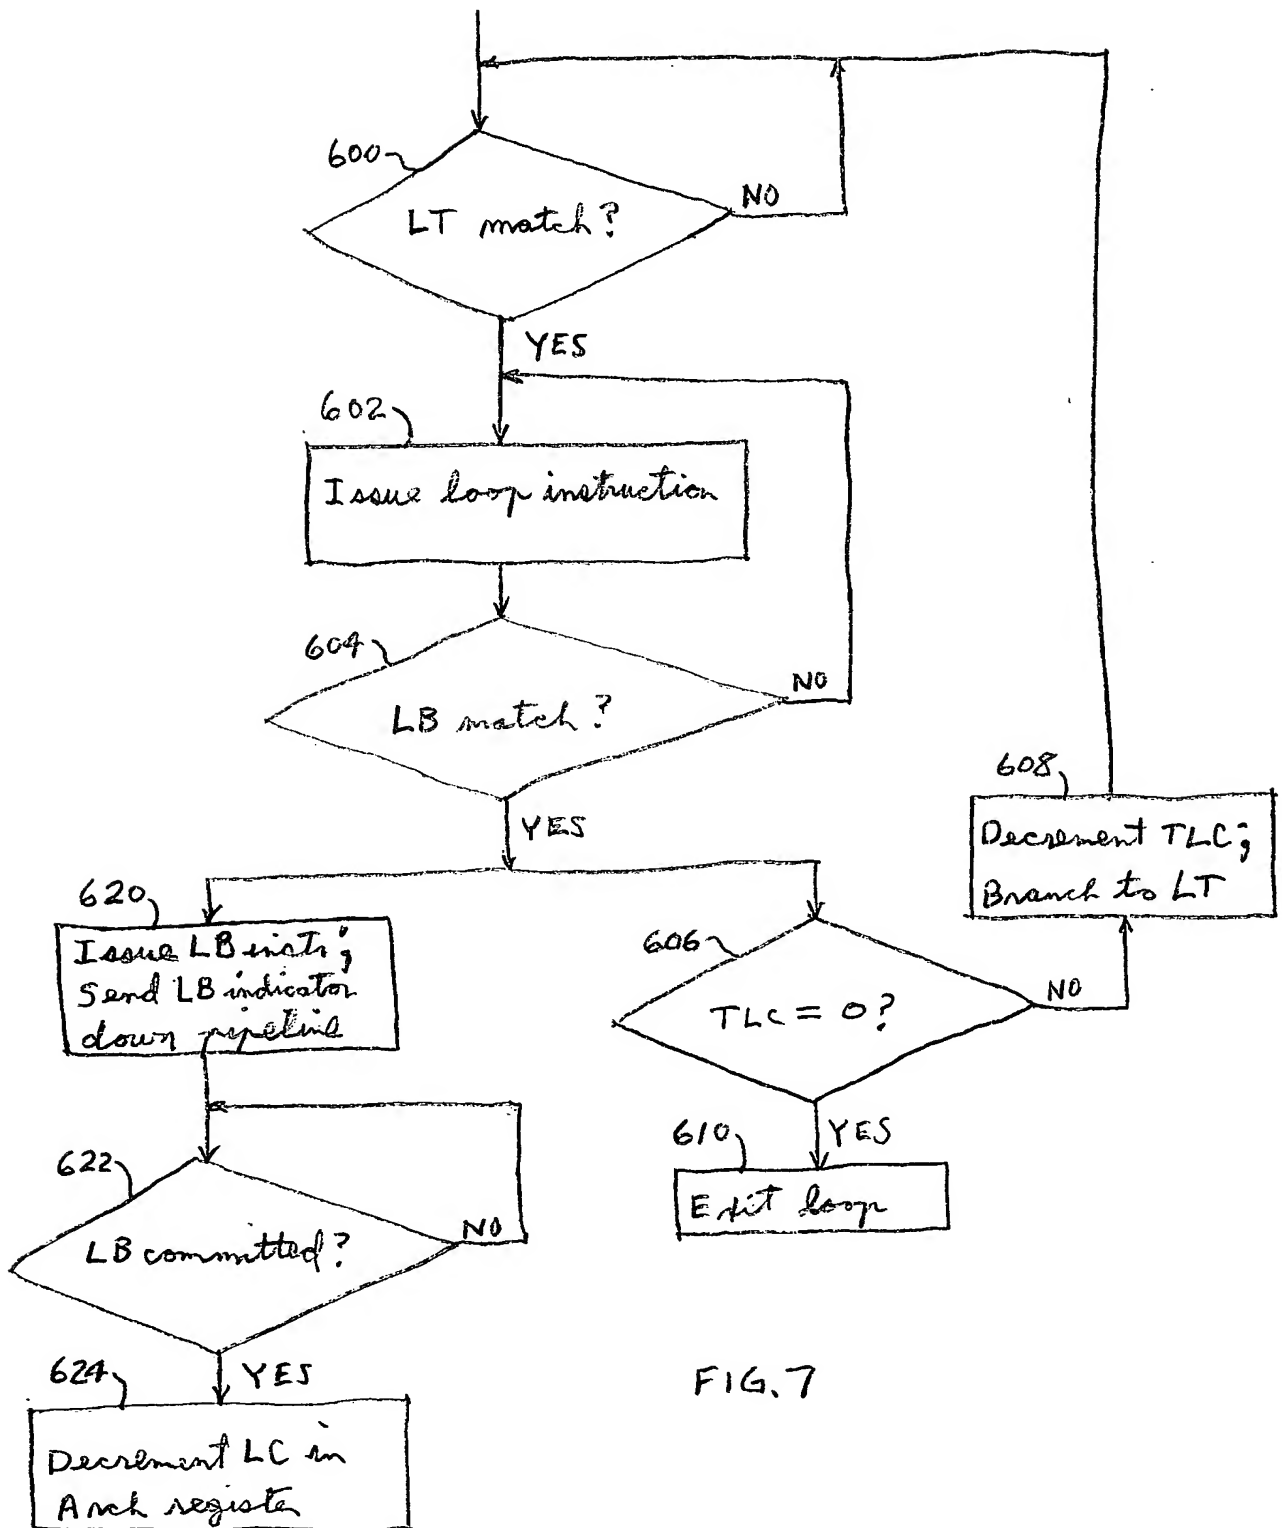 600
LT match?
NO
YES
602
Issue loop instruction
604
LB match?
NO
YES
608
Decrement TLC;
Branch to LT
620
Issue LB instr;
Send LB indicator
down pipeline
606
TLC = 0?
NO
YES
610
Exit loop
622
LB committed?
NO
YES
624
Decrement LC in
Arch register
FIG. 7